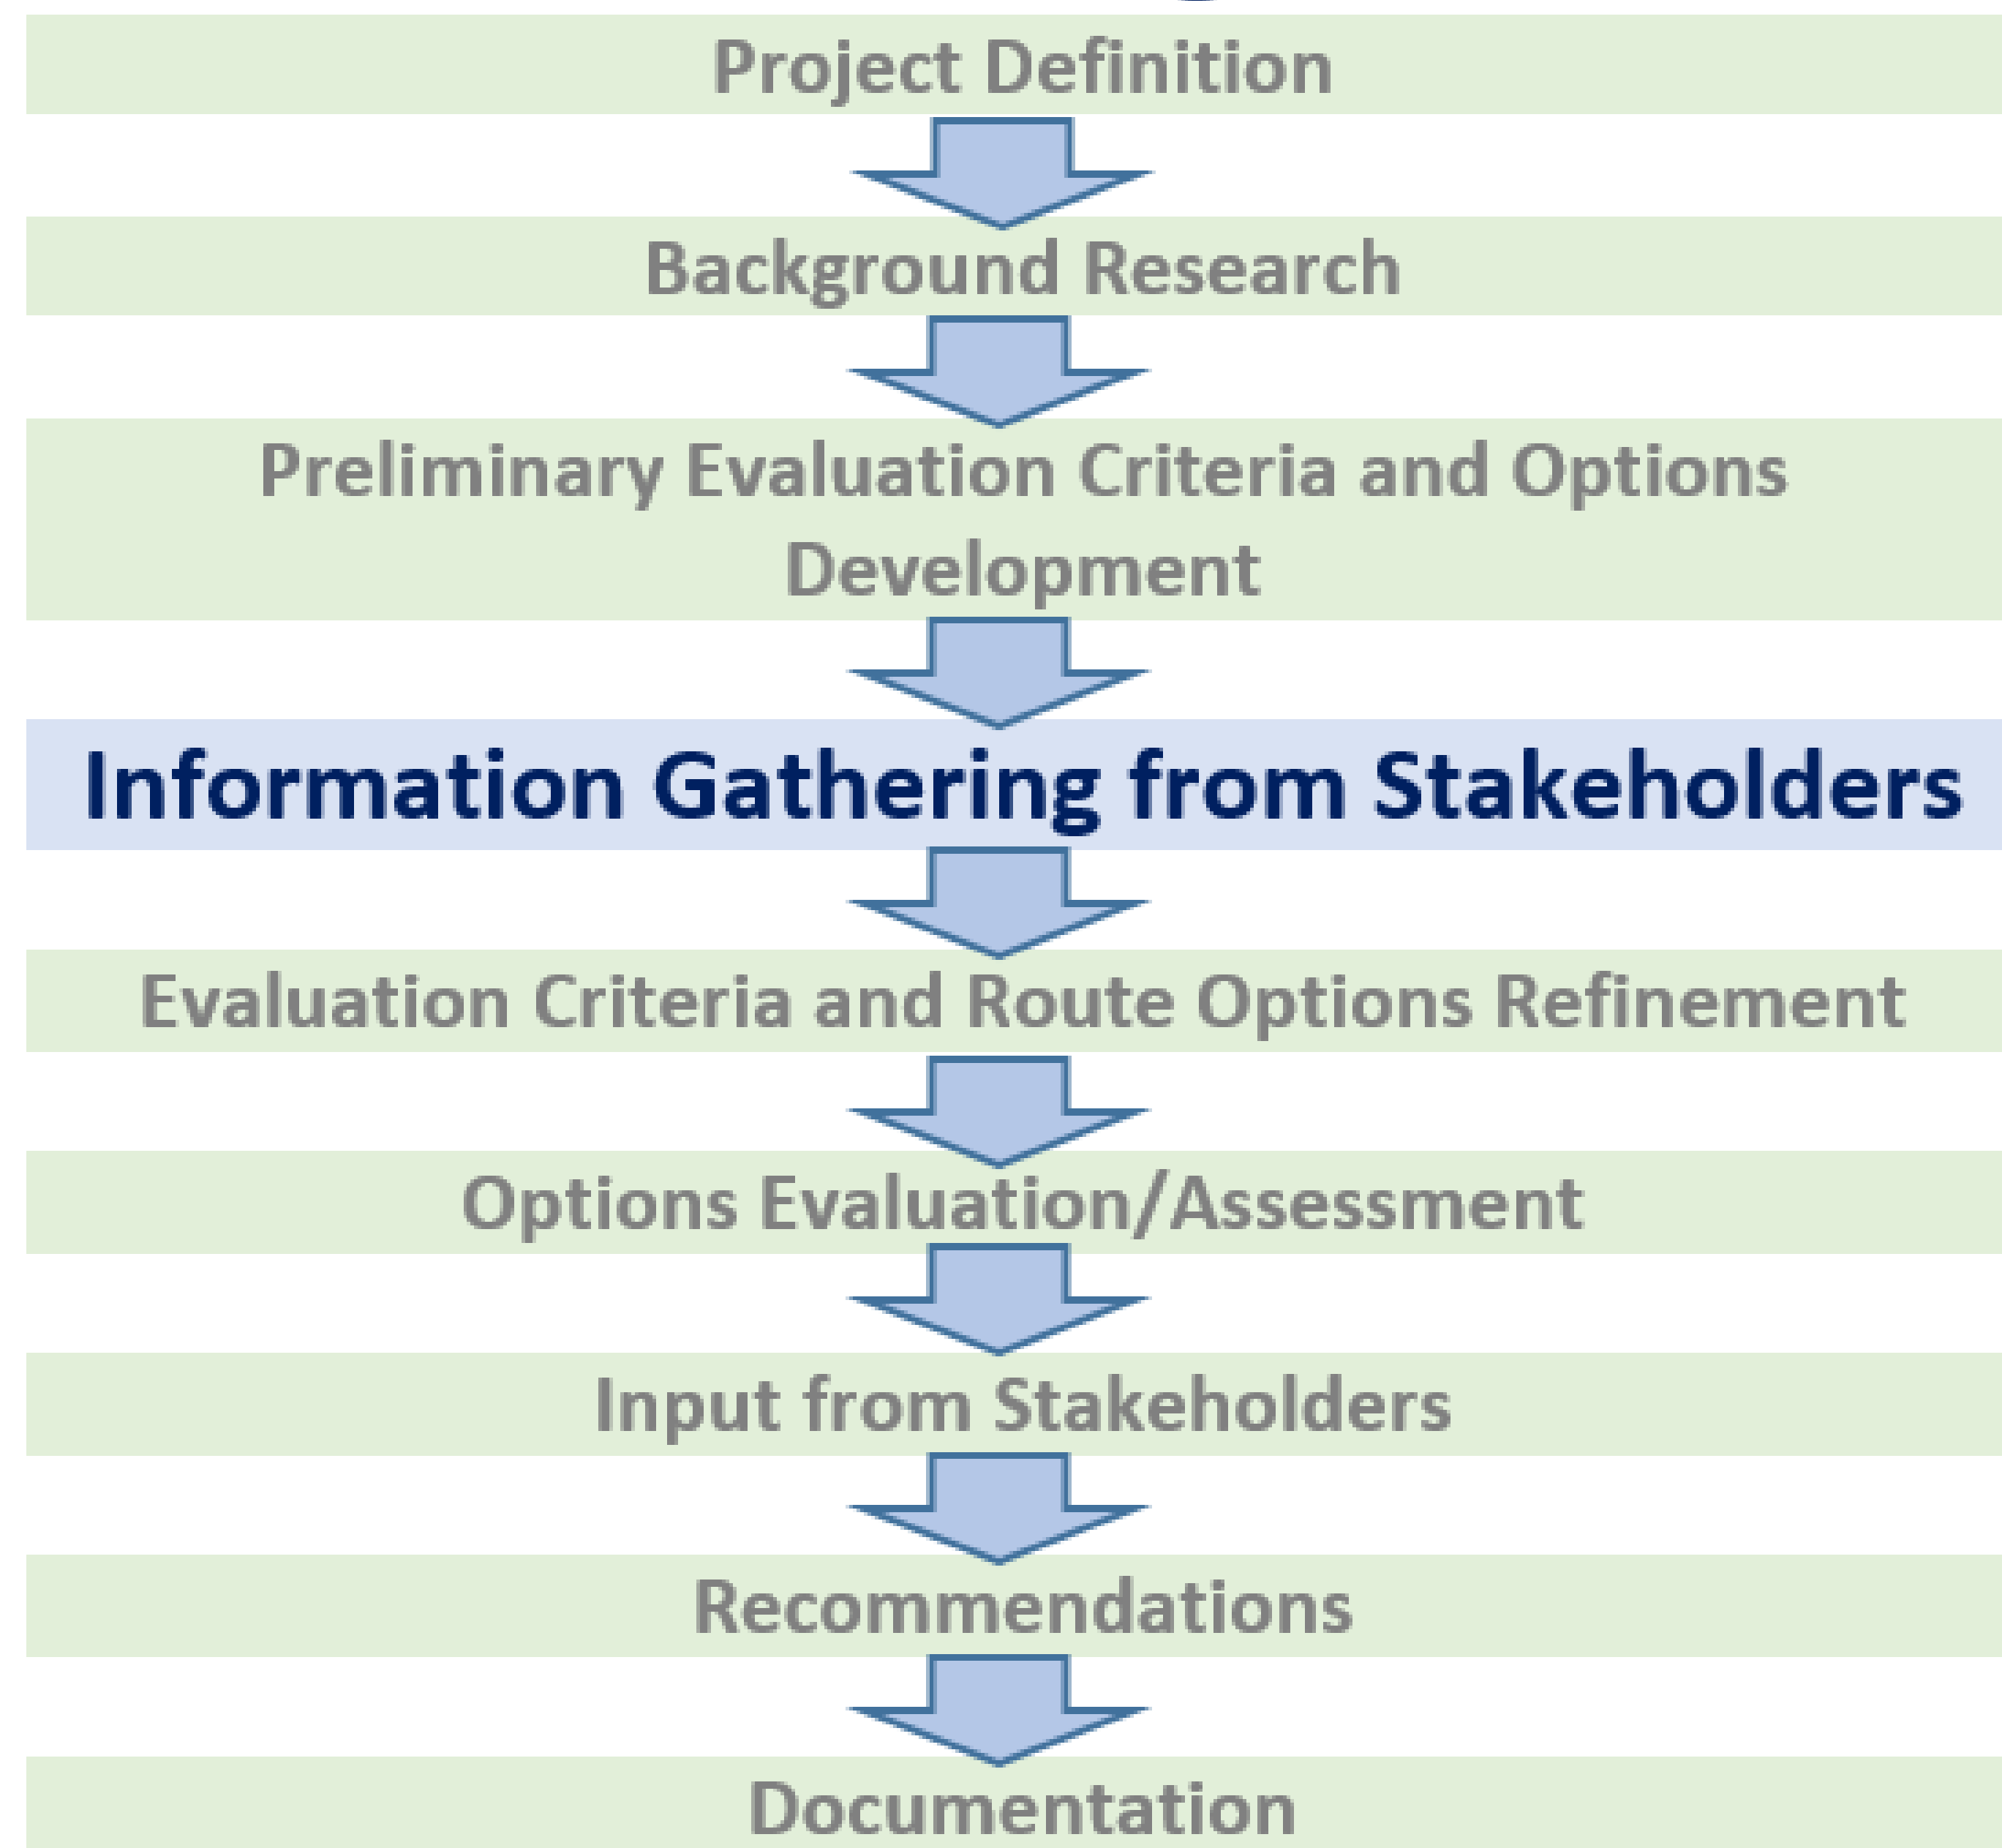 Project Definition
Background Research
Preliminary Evaluation Criteria and Options
Development
Information Gathering from Stakeholders
Evaluation Criteria and Route Options Refinement
Options Evaluation/Assessment
Input from Stakeholders
Recommendations
Documentation